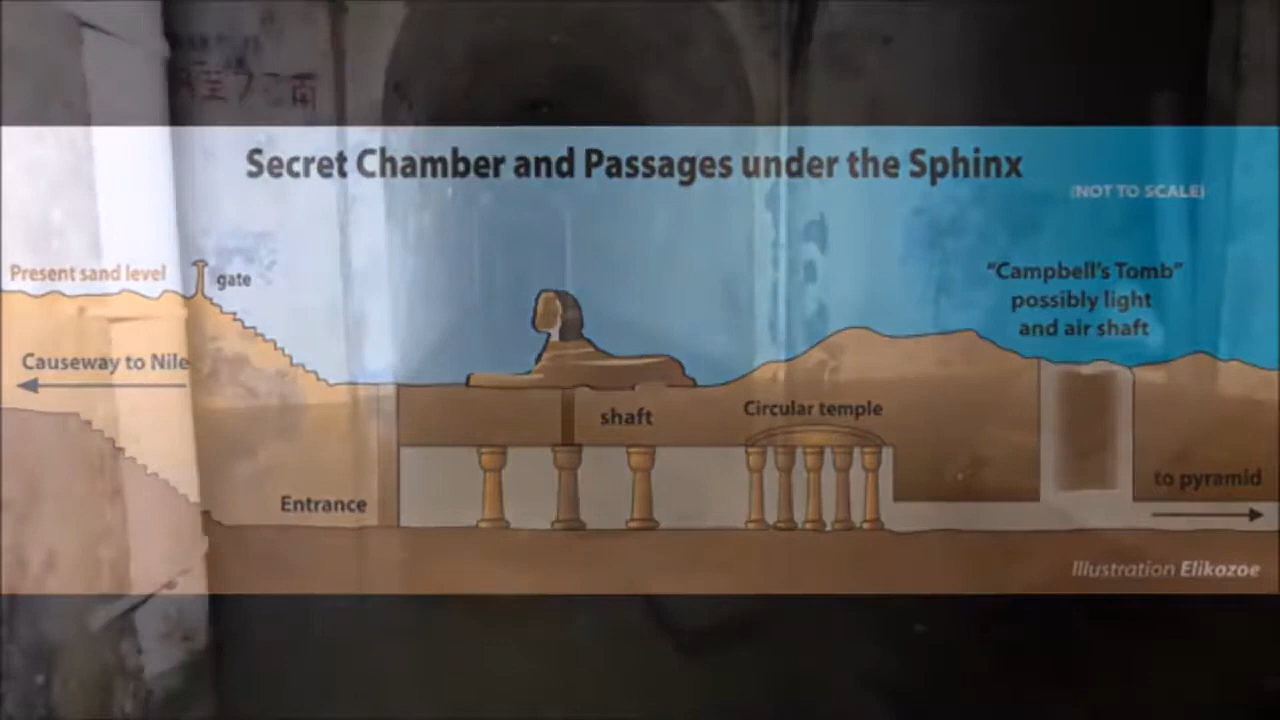 Secret Chamber and Passages under the Sphinx
(NOT TO SCALE)
Present sand level
gate
"Campbell's Tomb"
possibly light
and air shaft
Causeway to Nile
shaft
Circular temple
Entrance
to pyramid
Illustration Elikozoe